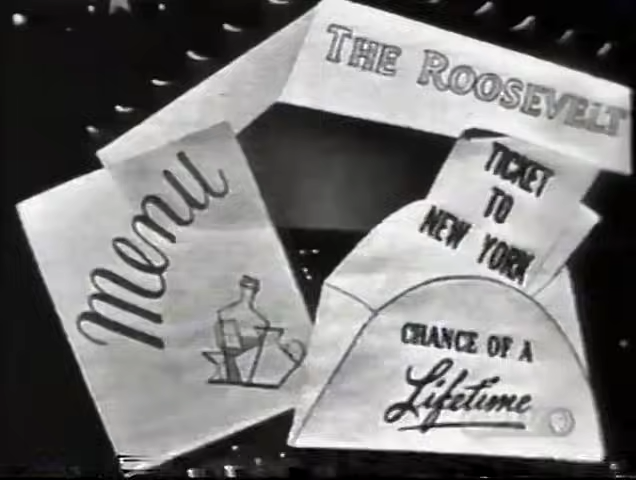 THE ROOSEVELT
Menu
TICKET
TO
NEW YORK
CHANCE OF A
Lifetime